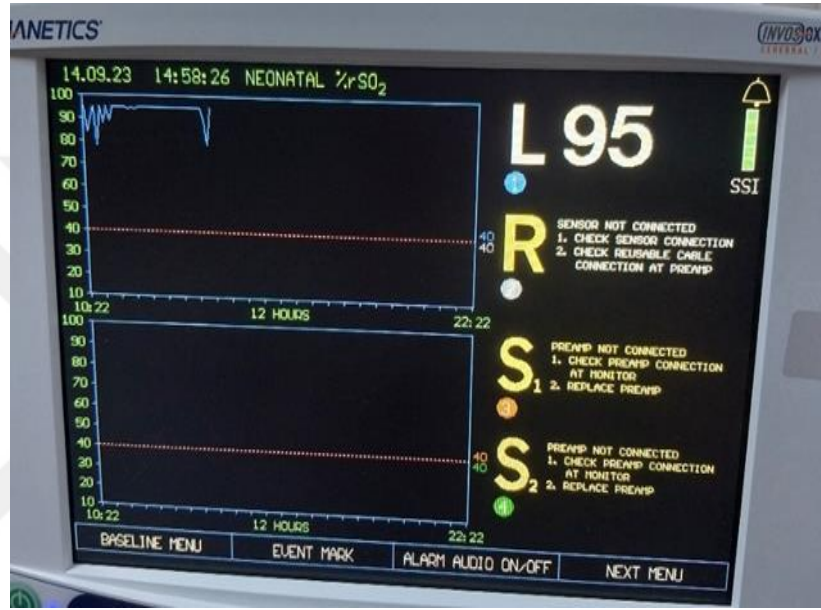 ANETICS
INVOS OX
CEREBRAL
14.09.23 14:58:26 NEONATAL %rSO2
100
90
80
70
60
50
40
30
20
10
10:22
12 HOURS
22:22
40
40
L 95
1
SSI
R
SENSOR NOT CONNECTED
1. CHECK SENSOR CONNECTION
2. CHECK REUSABLE CABLE
CONNECTION AT PREAMP
100
90
80
70
60
50
40
30
20
10
10:22
12 HOURS
22:22
40
40
S1
3
PREAMP NOT CONNECTED
1. CHECK PREAMP CONNECTION
AT MONITOR
2. REPLACE PREAMP
S2
4
PREAMP NOT CONNECTED
1. CHECK PREAMP CONNECTION
AT MONITOR
2. REPLACE PREAMP
BASELINE MENU
EVENT MARK
ALARM AUDIO ON/OFF
NEXT MENU